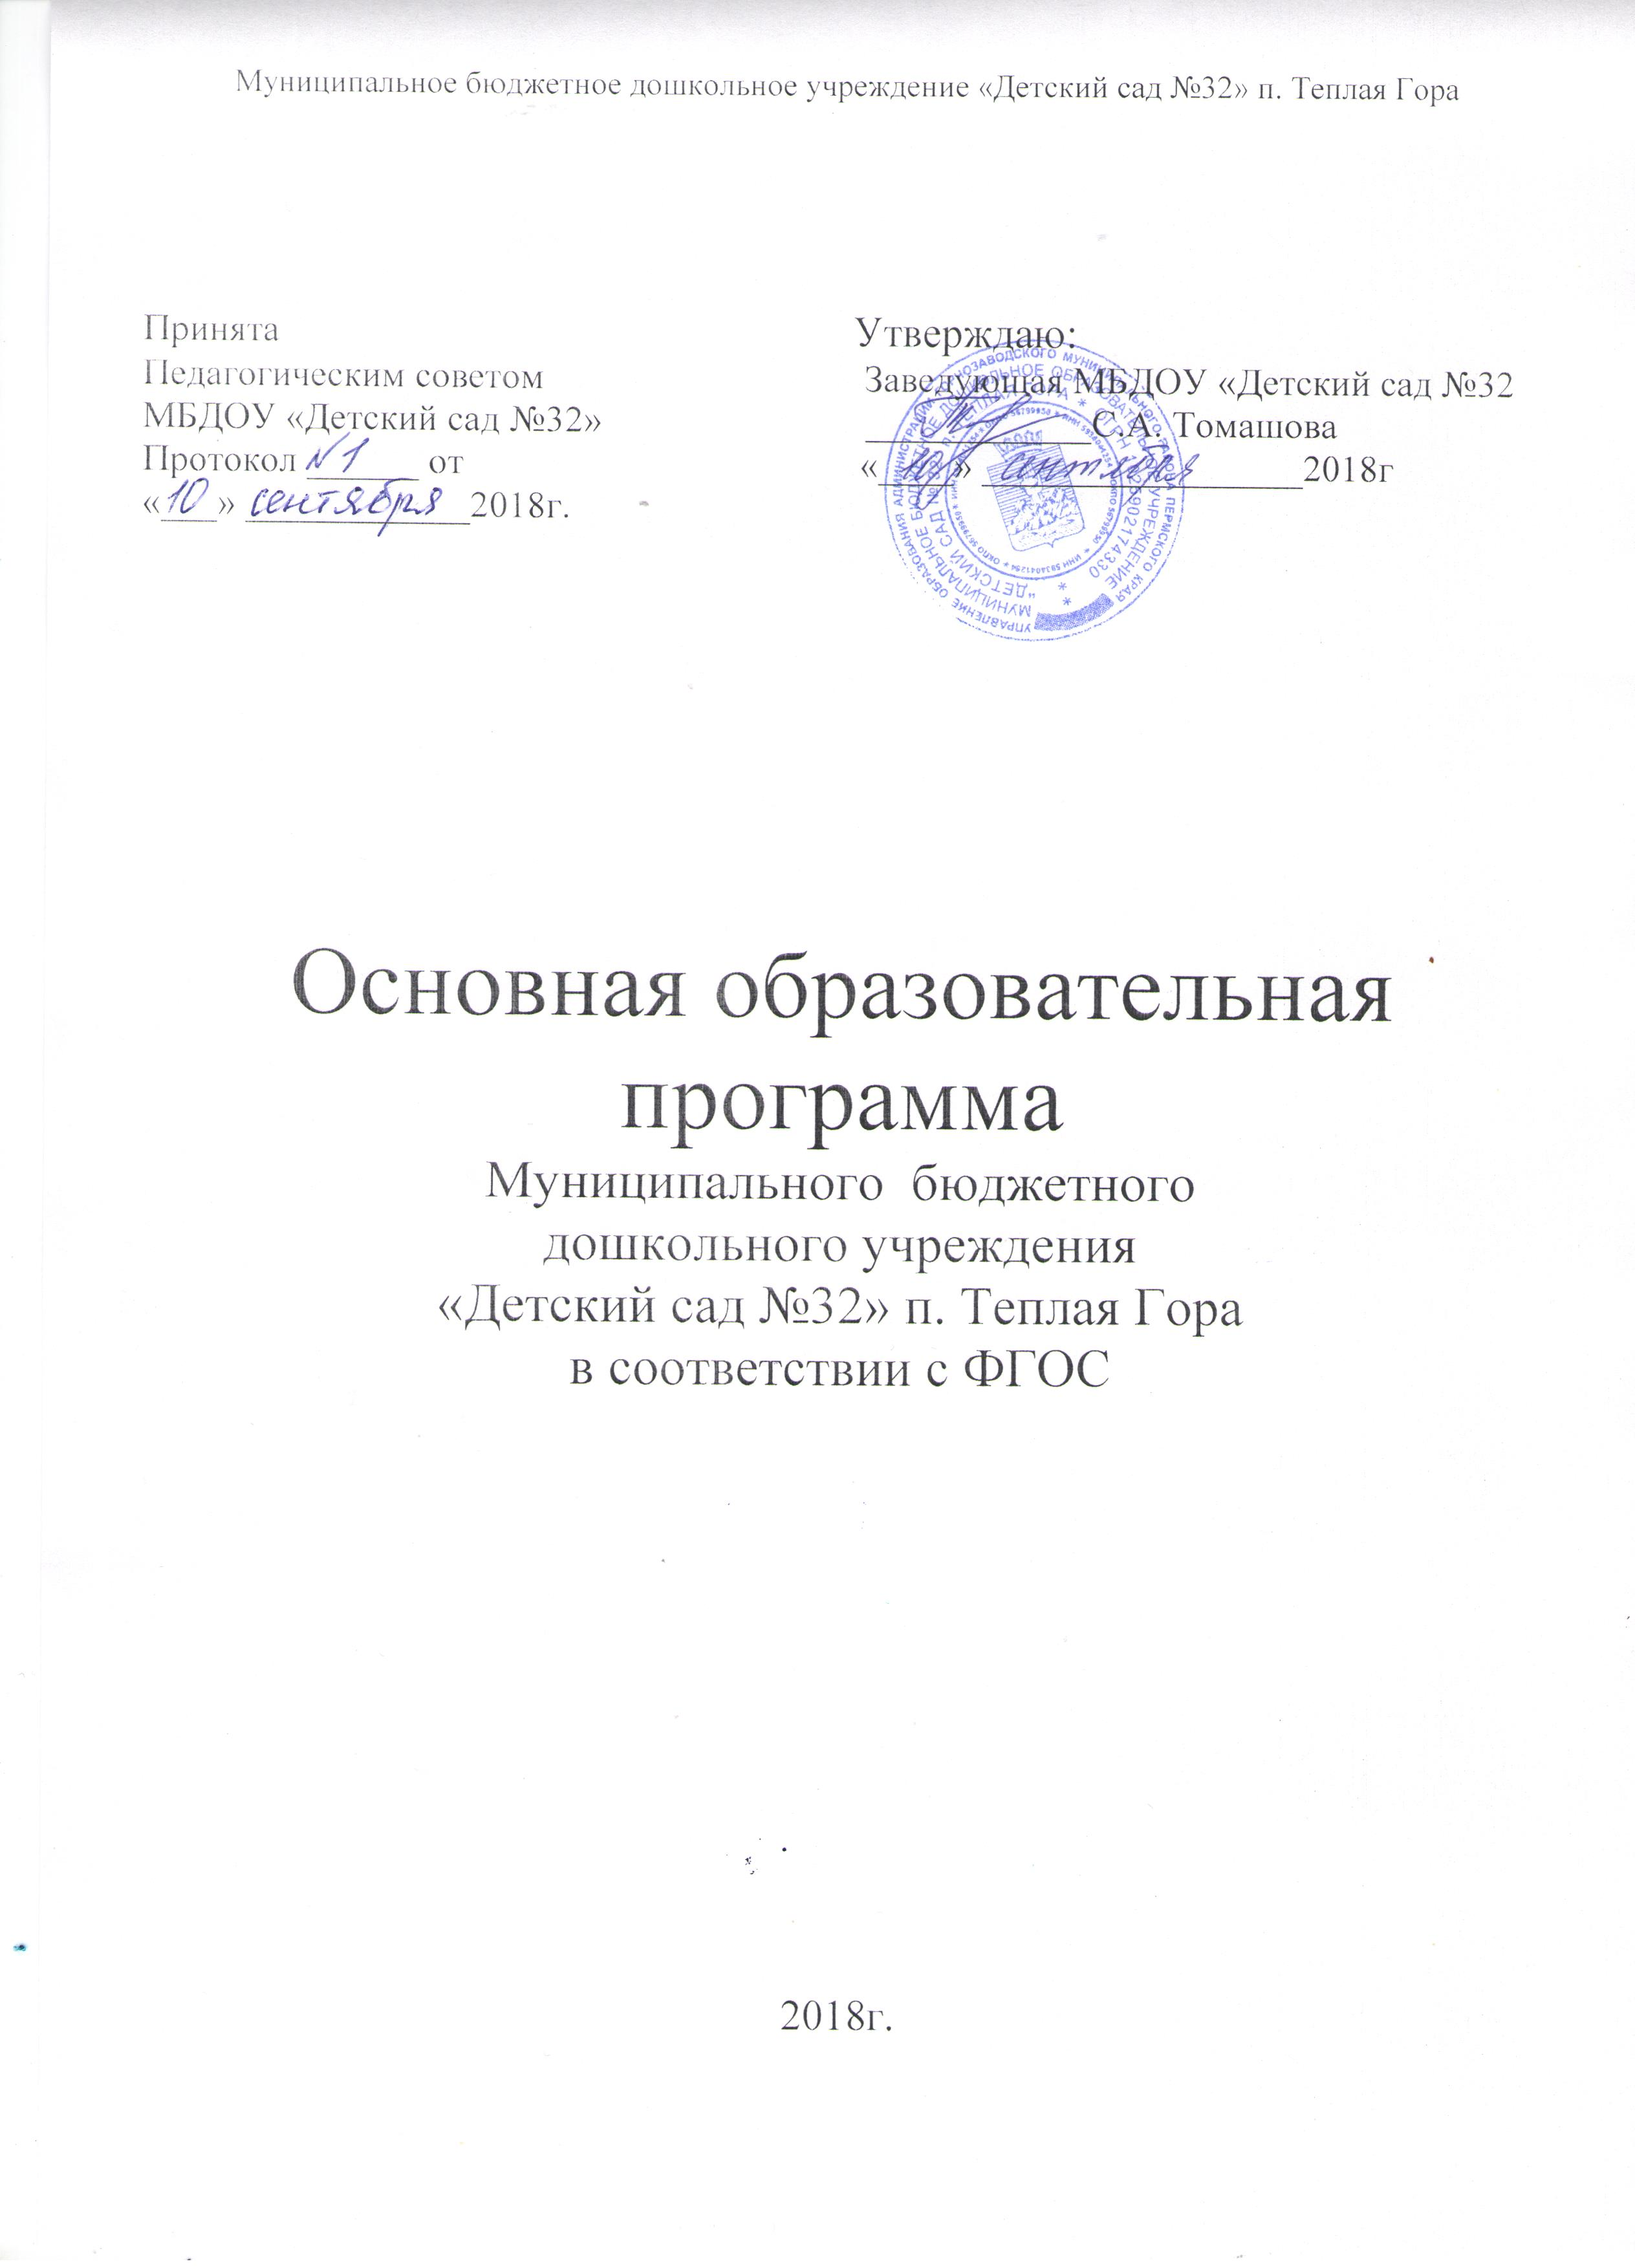 Муниципальное бюджетное дошкольное учреждение «Детский сад №32» п. Теплая Гора
Принята
Педагогическим советом
МБДОУ «Детский сад №32»
Протокол №1 от
«10» сентября 2018г.
Утверждаю:
Заведующая МБДОУ «Детский сад №32
С.А. Томашова
«10» сентября 2018г
Основная образовательная
программа
Муниципального бюджетного
дошкольного учреждения
«Детский сад №32» п. Теплая Гора
в соответствии с ФГОС
2018г.